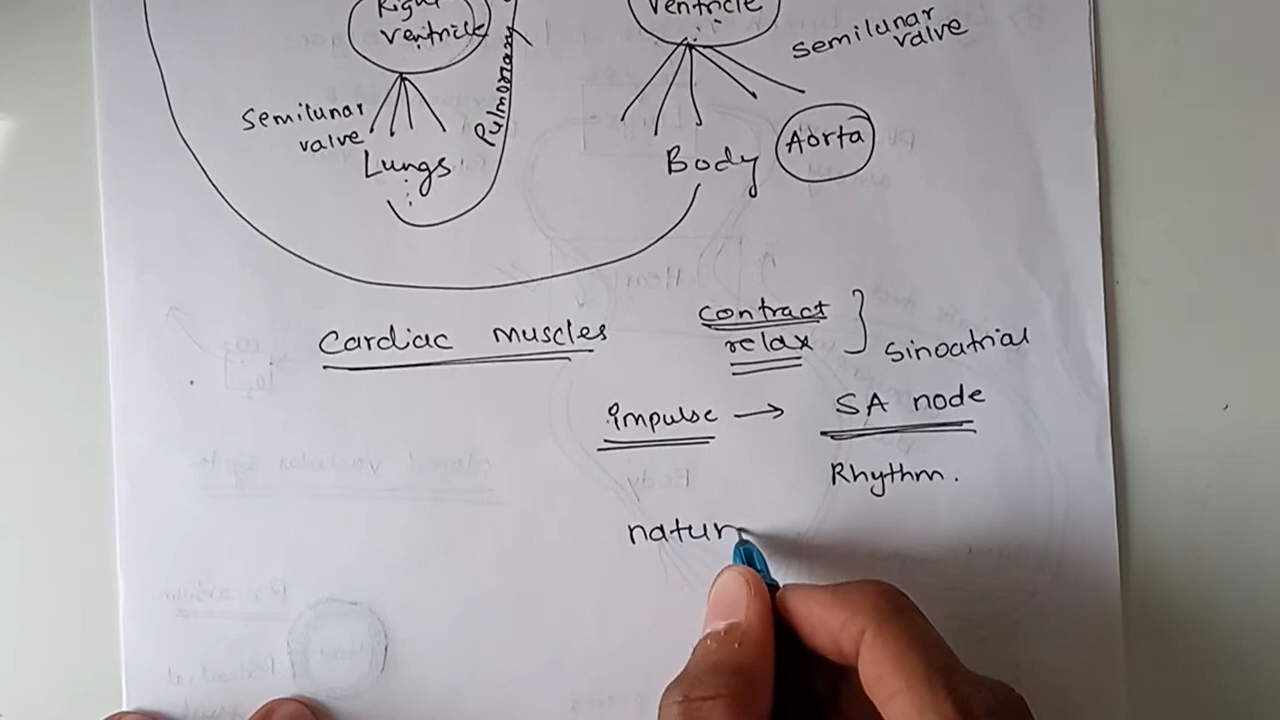 Right
ventricle
Pulmonary
semilunar
valve
Lungs
ventricle
semilunar
valve
Body
Aorta
Cardiac muscles
contract
relax
sinoatrial
impulse → SA node
Rhythm.
natur